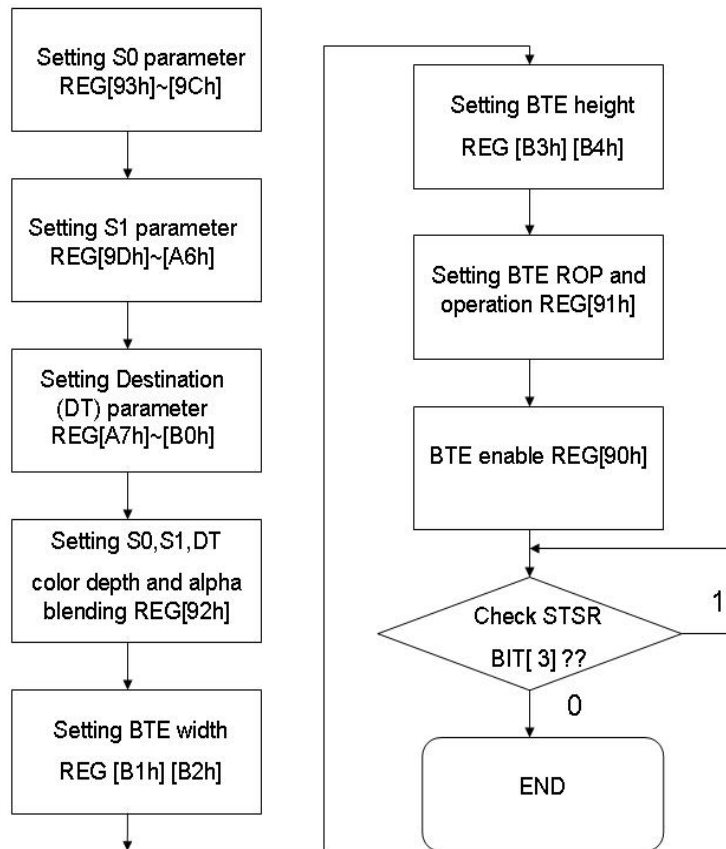 Setting S0 parameter
REG[93h]~[9Ch]
Setting S1 parameter
REG[9Dh]~[A6h]
Setting Destination
(DT) parameter
REG[A7h]~[B0h]
Setting S0,S1,DT
color depth and alpha
blending REG[92h]
Setting BTE width
REG [B1h] [B2h]
Setting BTE height
REG [B3h] [B4h]
Setting BTE ROP and
operation REG[91h]
BTE enable REG[90h]
Check STSR
BIT[ 3] ??
1
0
END